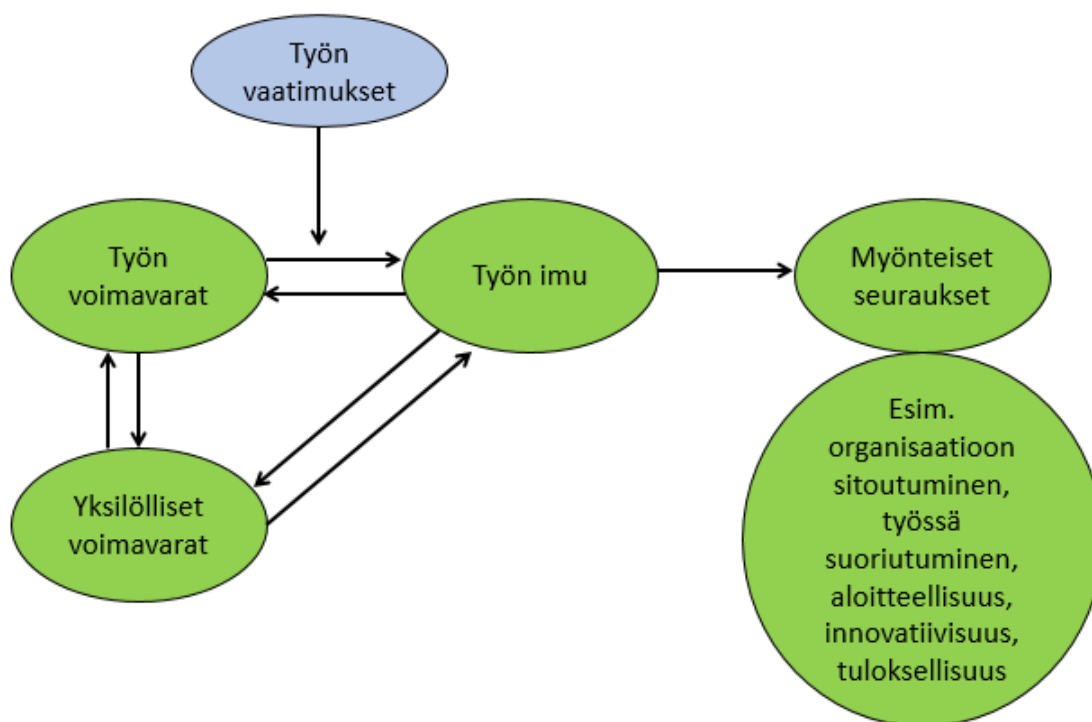 Työn
vaatimukset
Työn
voimavarat
Työn imu
Myönteiset
seuraukset
Yksilölliset
voimavarat
Esim.
organisaatioon
sitoutuminen,
työssä
suoriutuminen,
aloitteellisuus,
innovatiivisuus,
tuloksellisuus